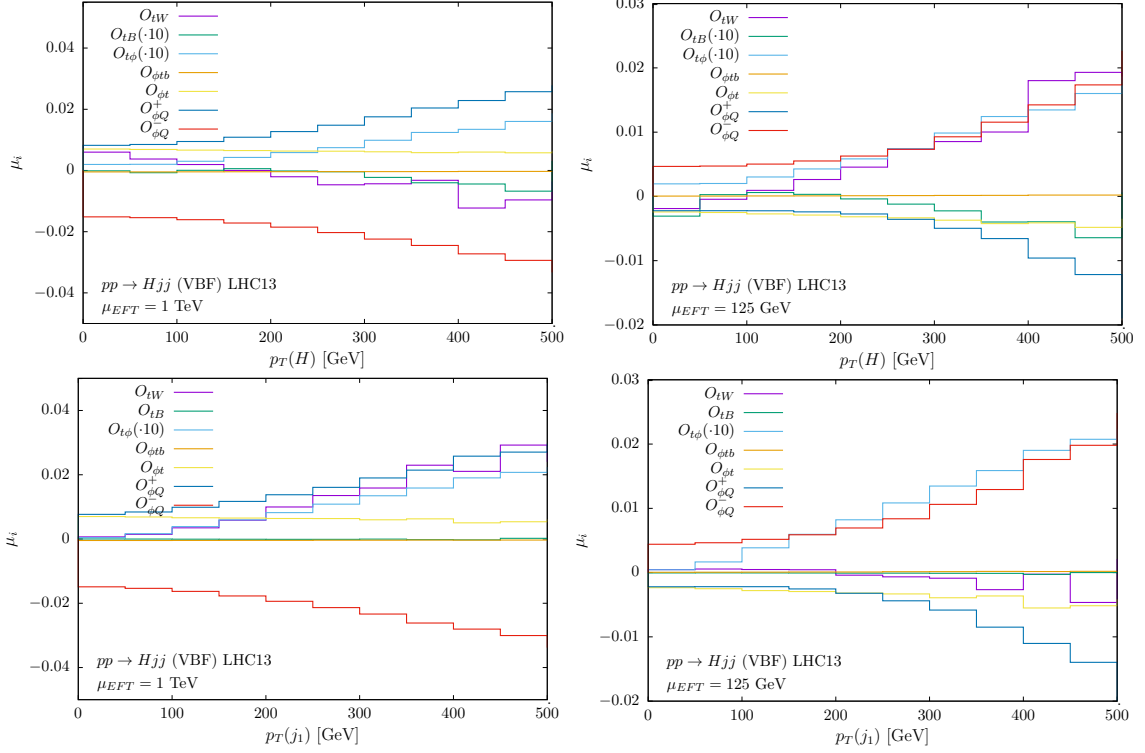 O_{tW}
O_{tB}(·10)
O_{tφ}(·10)
O_{φtb}
O_{φt}
O^{+}_{φQ}
O^{-}_{φQ}
0.04
0.02
0
−0.02
−0.04
μ_i
pp → Hjj (VBF) LHC13
μ_{EFT} = 1 TeV
0 100 200 300 400 500
p_T(H) [GeV]
O_{tW}
O_{tB}(·10)
O_{tφ}(·10)
O_{φtb}
O_{φt}
O^{+}_{φQ}
O^{-}_{φQ}
0.03
0.02
0.01
0
−0.01
−0.02
μ_i
pp → Hjj (VBF) LHC13
μ_{EFT} = 125 GeV
0 100 200 300 400 500
p_T(H) [GeV]
O_{tW}
O_{tB}
O_{tφ}(·10)
O_{φtb}
O_{φt}
O^{+}_{φQ}
O^{-}_{φQ}
0.04
0.02
0
−0.02
−0.04
μ_i
pp → Hjj (VBF) LHC13
μ_{EFT} = 1 TeV
0 100 200 300 400 500
p_T(j_1) [GeV]
O_{tW}
O_{tB}
O_{tφ}(·10)
O_{φtb}
O_{φt}
O^{+}_{φQ}
O^{-}_{φQ}
0.03
0.02
0.01
0
−0.01
−0.02
μ_i
pp → Hjj (VBF) LHC13
μ_{EFT} = 125 GeV
0 100 200 300 400 500
p_T(j_1) [GeV]